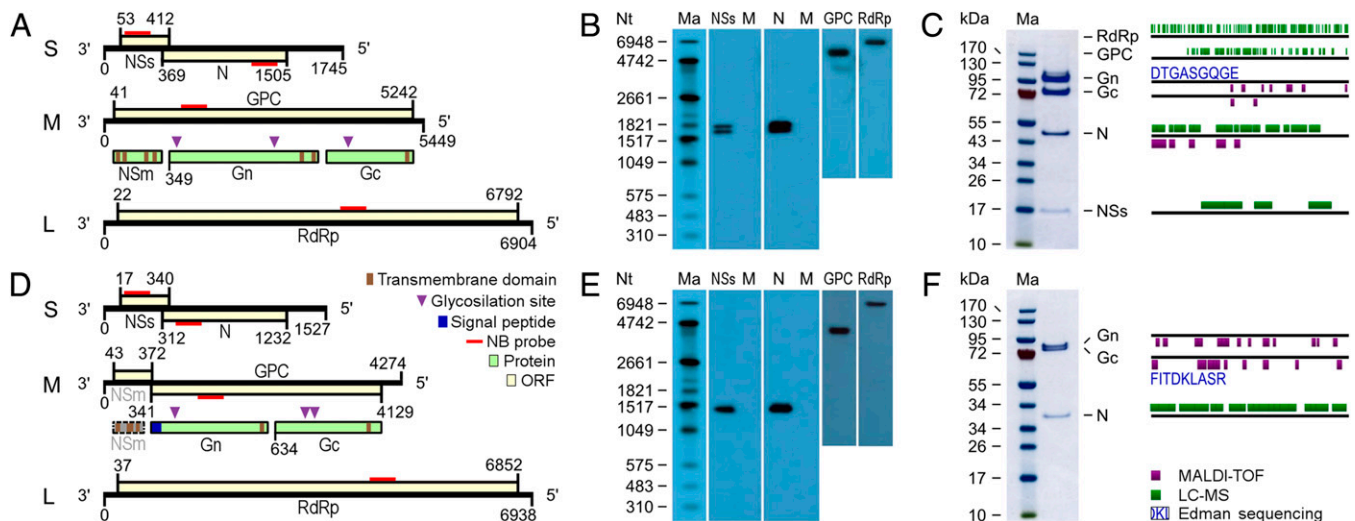 A
S 3' 5'
53 412
NSs
N
369 1505 1745
0
M 3' 5'
41 GPC 5242
0 5449
NSm Gn Gc
349
L 3' 5'
22 6792
0 RdRp 6904
B
Nt Ma NSs M N M GPC RdRp
6948
4742
2661
1821
1517
1049
575
483
310
C
kDa Ma
170
130
95
72
55
43
34
26
17
10
RdRp
GPC
Gn
Gc
N
NSs
DTGASGQGE
D
S 3' 5'
17 340
0 NSs N
312 1232 1527
M 3' 5'
43 372 GPC 4274
0 NSm 4129
341
NSm Gn Gc
634
L 3' 5'
37 6852
0 RdRp 6938
Transmembrane domain
Glycosilation site
Signal peptide
NB probe
Protein
ORF
E
Nt Ma NSs M N M GPC RdRp
6948
4742
2661
1821
1517
1049
575
483
310
F
kDa Ma
170
130
95
72
55
43
34
26
17
10
Gn
Gc
N
FITDKLASR
MALDI-TOF
LC-MS
Edman sequencing